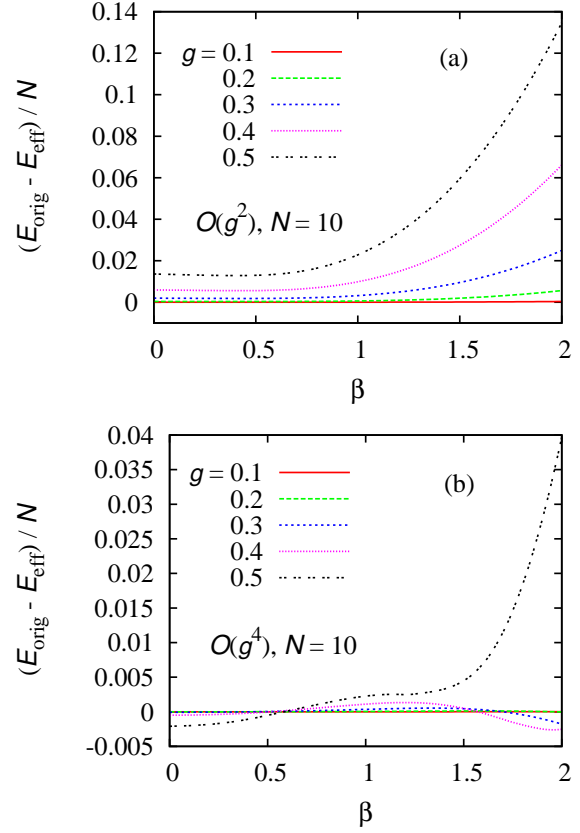 0.14
0.12
0.1
0.08
0.06
0.04
0.02
0
(E_orig - E_eff) / N
g = 0.1
0.2
0.3
0.4
0.5
(a)
O(g^2), N = 10
0 0.5 1 1.5 2
β
0.04
0.035
0.03
0.025
0.02
0.015
0.01
0.005
0
-0.005
(E_orig - E_eff) / N
g = 0.1
0.2
0.3
0.4
0.5
(b)
O(g^4), N = 10
0 0.5 1 1.5 2
β